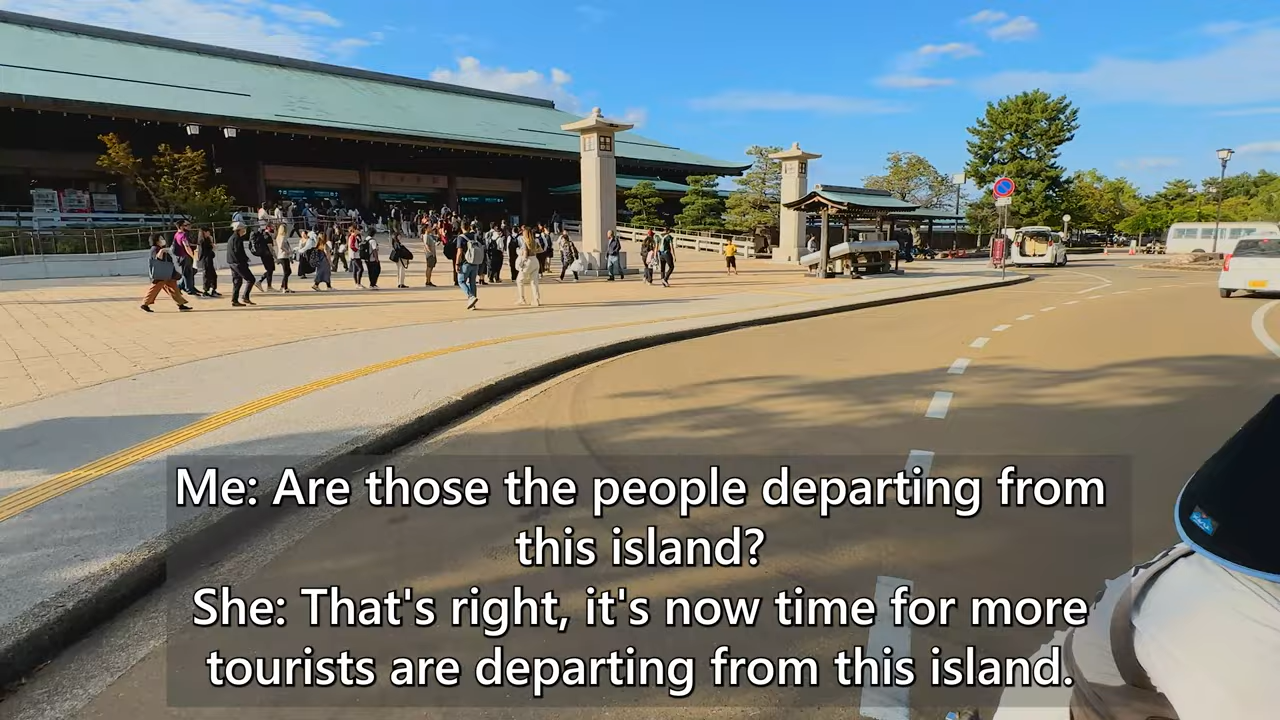 Me: Are those the people departing from
this island?
She: That's right, it's now time for more
tourists are departing from this island.